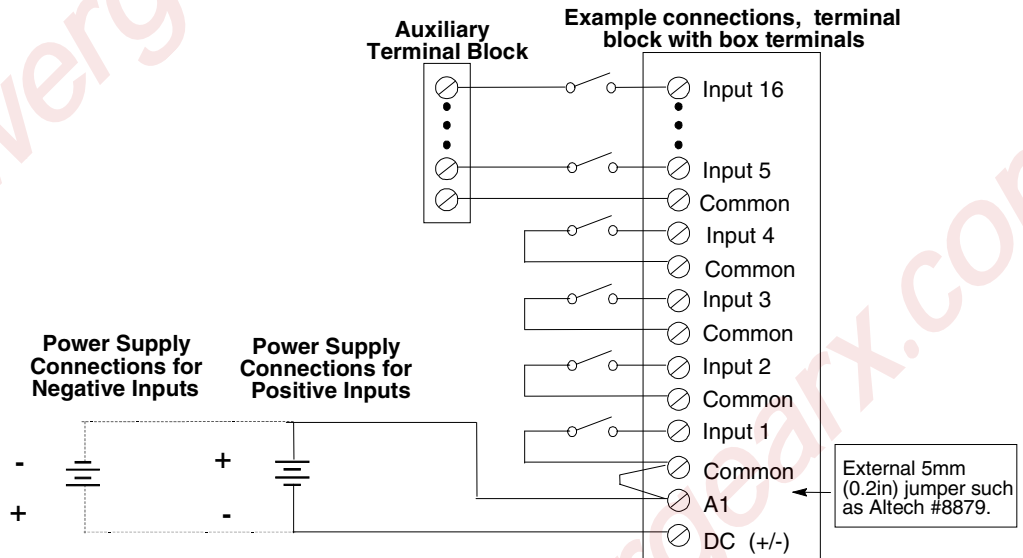 Auxiliary
Terminal Block
Example connections, terminal
block with box terminals
Input 16
Input 5
Common
Input 4
Common
Input 3
Common
Input 2
Common
Input 1
Common
A1
DC (+/-)
External 5mm
(0.2in) jumper such
as Altech #8879.
Power Supply
Connections for
Negative Inputs
Power Supply
Connections for
Positive Inputs
-
+
+
-